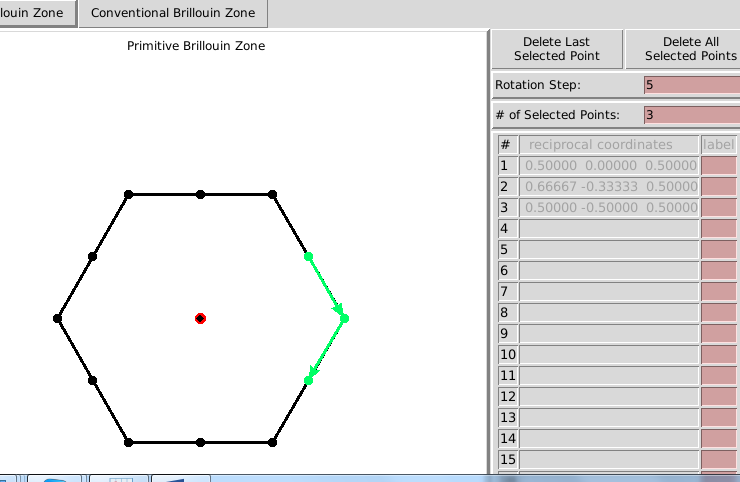 louin Zone
Conventional Brillouin Zone
Primitive Brillouin Zone
Delete Last
Selected Point
Delete All
Selected Points
Rotation Step:
5
# of Selected Points:
3
# reciprocal coordinates label
1 0.50000 0.00000 0.50000
2 0.66667 -0.33333 0.50000
3 0.50000 -0.50000 0.50000
4
5
6
7
8
9
10
11
12
13
14
15